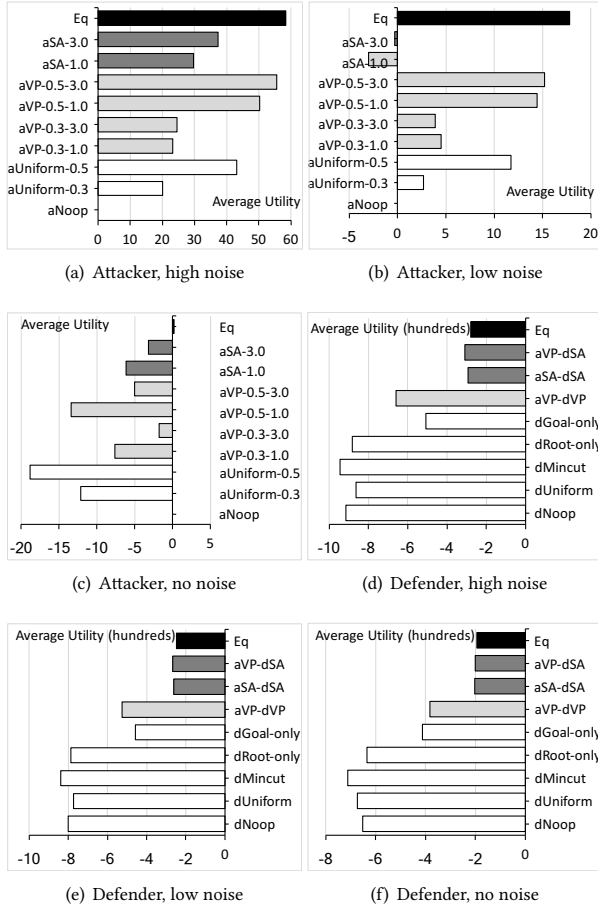 Eq
aSA-3.0
aSA-1.0
aVP-0.5-3.0
aVP-0.5-1.0
aVP-0.3-3.0
aVP-0.3-1.0
aUniform-0.5
aUniform-0.3
aNoop
Average Utility
0 10 20 30 40 50 60
(a) Attacker, high noise
Eq
aSA-3.0
aSA-1.0
aVP-0.5-3.0
aVP-0.5-1.0
aVP-0.3-3.0
aVP-0.3-1.0
aUniform-0.5
aUniform-0.3
aNoop
Average Utility
-5 0 5 10 15 20
(b) Attacker, low noise
Average Utility
Eq
aSA-3.0
aSA-1.0
aVP-0.5-3.0
aVP-0.5-1.0
aVP-0.3-3.0
aVP-0.3-1.0
aUniform-0.5
aUniform-0.3
aNoop
-20 -15 -10 -5 0 5
(c) Attacker, no noise
Average Utility (hundreds)
Eq
aVP-dSA
aSA-dSA
aVP-dVP
dGoal-only
dRoot-only
dMincut
dUniform
dNoop
-10 -8 -6 -4 -2 0
(d) Defender, high noise
Average Utility (hundreds)
Eq
aVP-dSA
aSA-dSA
aVP-dVP
dGoal-only
dRoot-only
dMincut
dUniform
dNoop
-10 -8 -6 -4 -2 0
(e) Defender, low noise
Average Utility (hundreds)
Eq
aVP-dSA
aSA-dSA
aVP-dVP
dGoal-only
dRoot-only
dMincut
dUniform
dNoop
-8 -6 -4 -2 0
(f) Defender, no noise